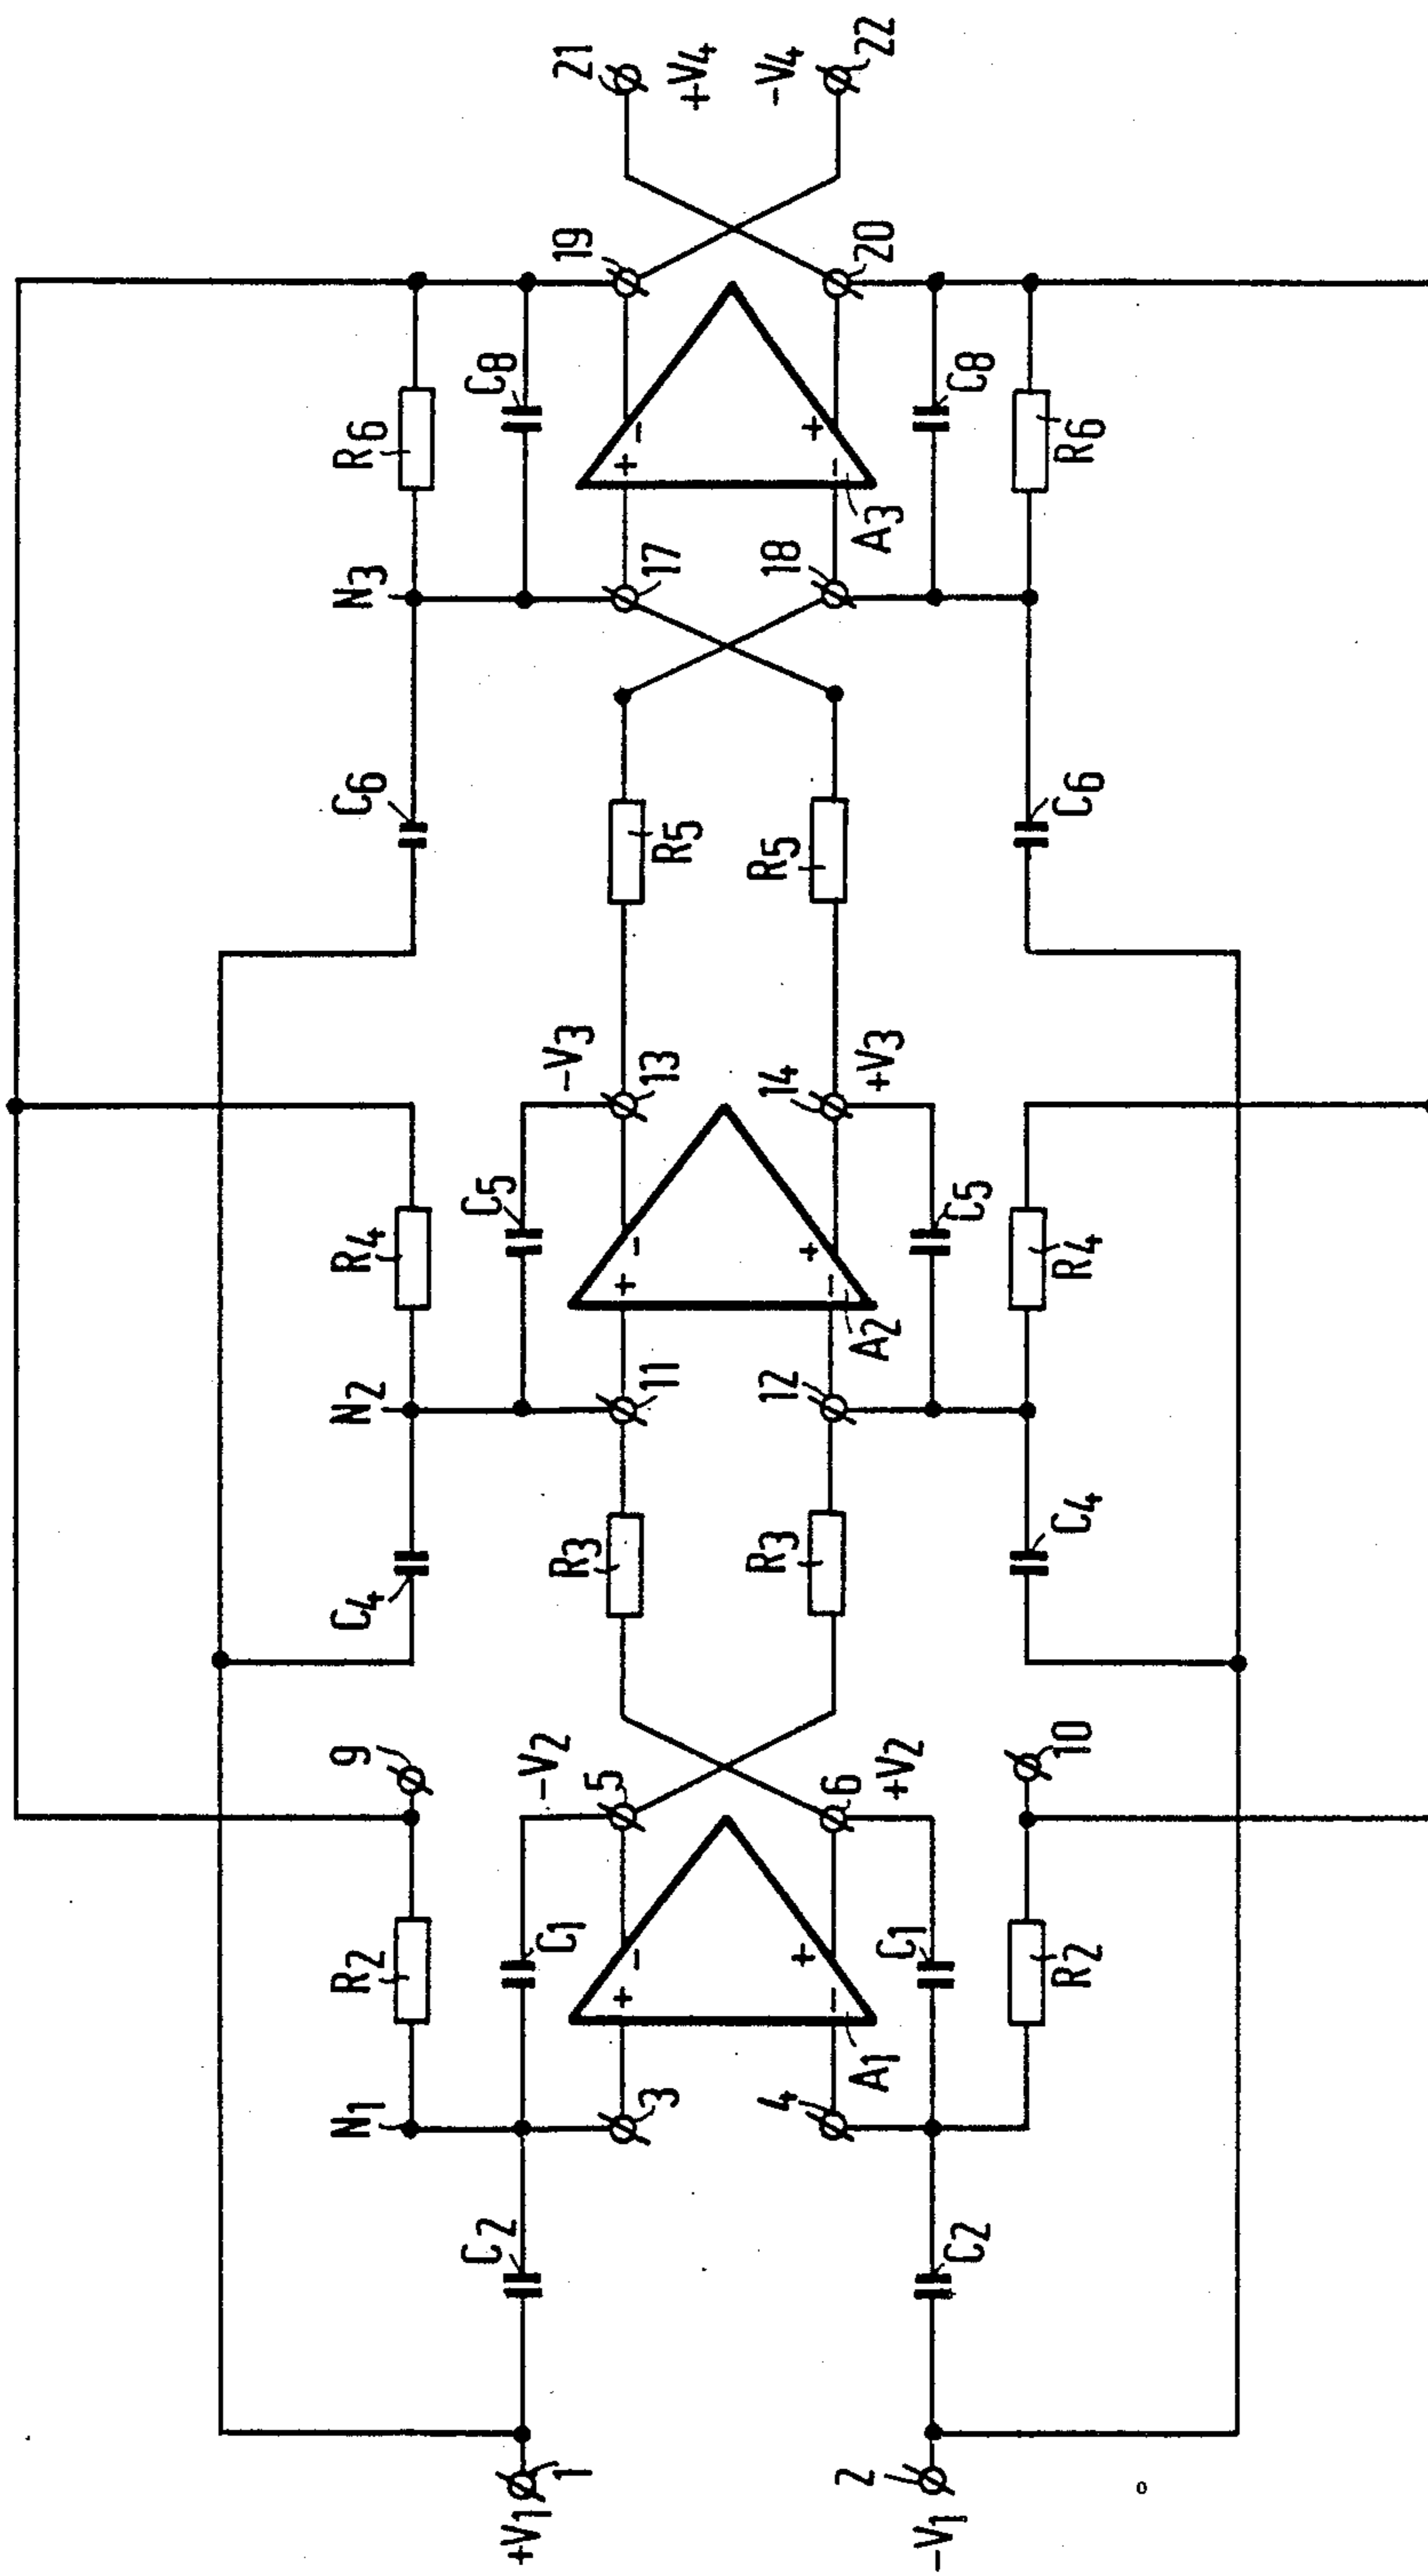 21
+V4
-V4
22
19
20
R6
C8
C8
R6
N3
17
18
A3
C6
R5
R5
C6
-V3
13
14
+V3
R4
C5
C5
R4
+
-
-
+
+
-
-
+
N2
11
12
A2
C4
R3
R3
C4
9
-V2
5
6
+V2
10
R2
C1
C1
R2
+
-
-
+
N1
3
4
A1
C2
C2
+V1
1
2
-V1